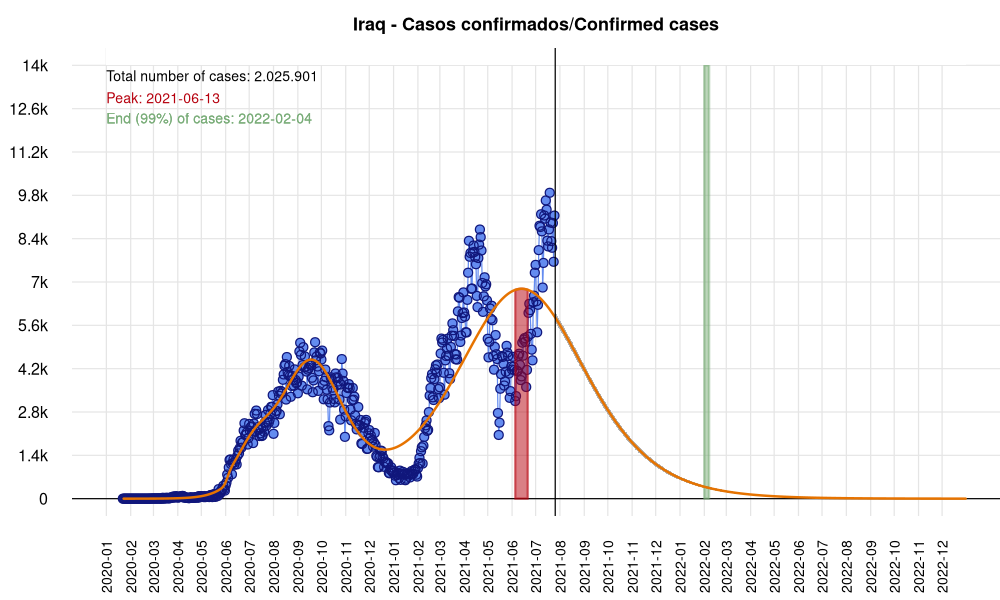 Iraq - Casos confirmados/Confirmed cases
14k
Total number of cases: 2.025.901
Peak: 2021-06-13
End (99%) of cases: 2022-02-04
12.6k
11.2k
9.8k
8.4k
7k
5.6k
4.2k
2.8k
1.4k
0
2020-01
2020-02
2020-03
2020-04
2020-05
2020-06
2020-07
2020-08
2020-09
2020-10
2020-11
2020-12
2021-01
2021-02
2021-03
2021-04
2021-05
2021-06
2021-07
2021-08
2021-09
2021-10
2021-11
2021-12
2022-01
2022-02
2022-03
2022-04
2022-05
2022-06
2022-07
2022-08
2022-09
2022-10
2022-11
2022-12